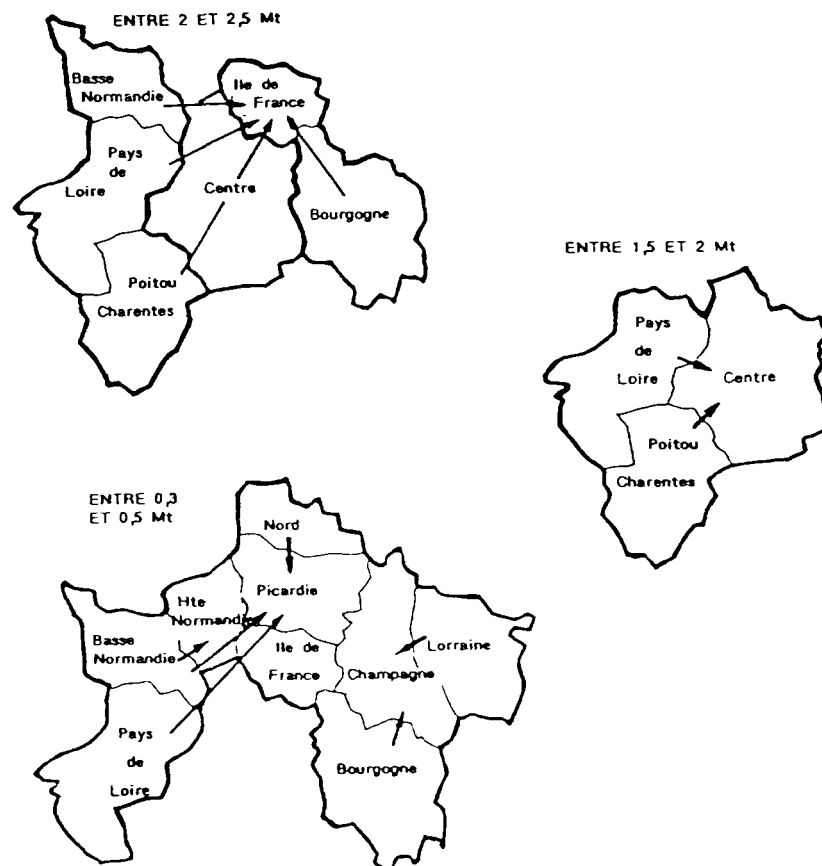 ENTRE 2 ET 2,5 Mt
Basse
Normandie
Ile de
France
Pays
de
Loire
Centre
Bourgogne
Poitou
Charentes
ENTRE 1,5 ET 2 Mt
Pays
de
Loire
Centre
Poitou
Charentes
ENTRE 0,3
ET 0,5 Mt
Nord
Picardie
Hte
Normandie
Basse
Normandie
Ile de
France
Champagne
Lorraine
Pays
de
Loire
Bourgogne